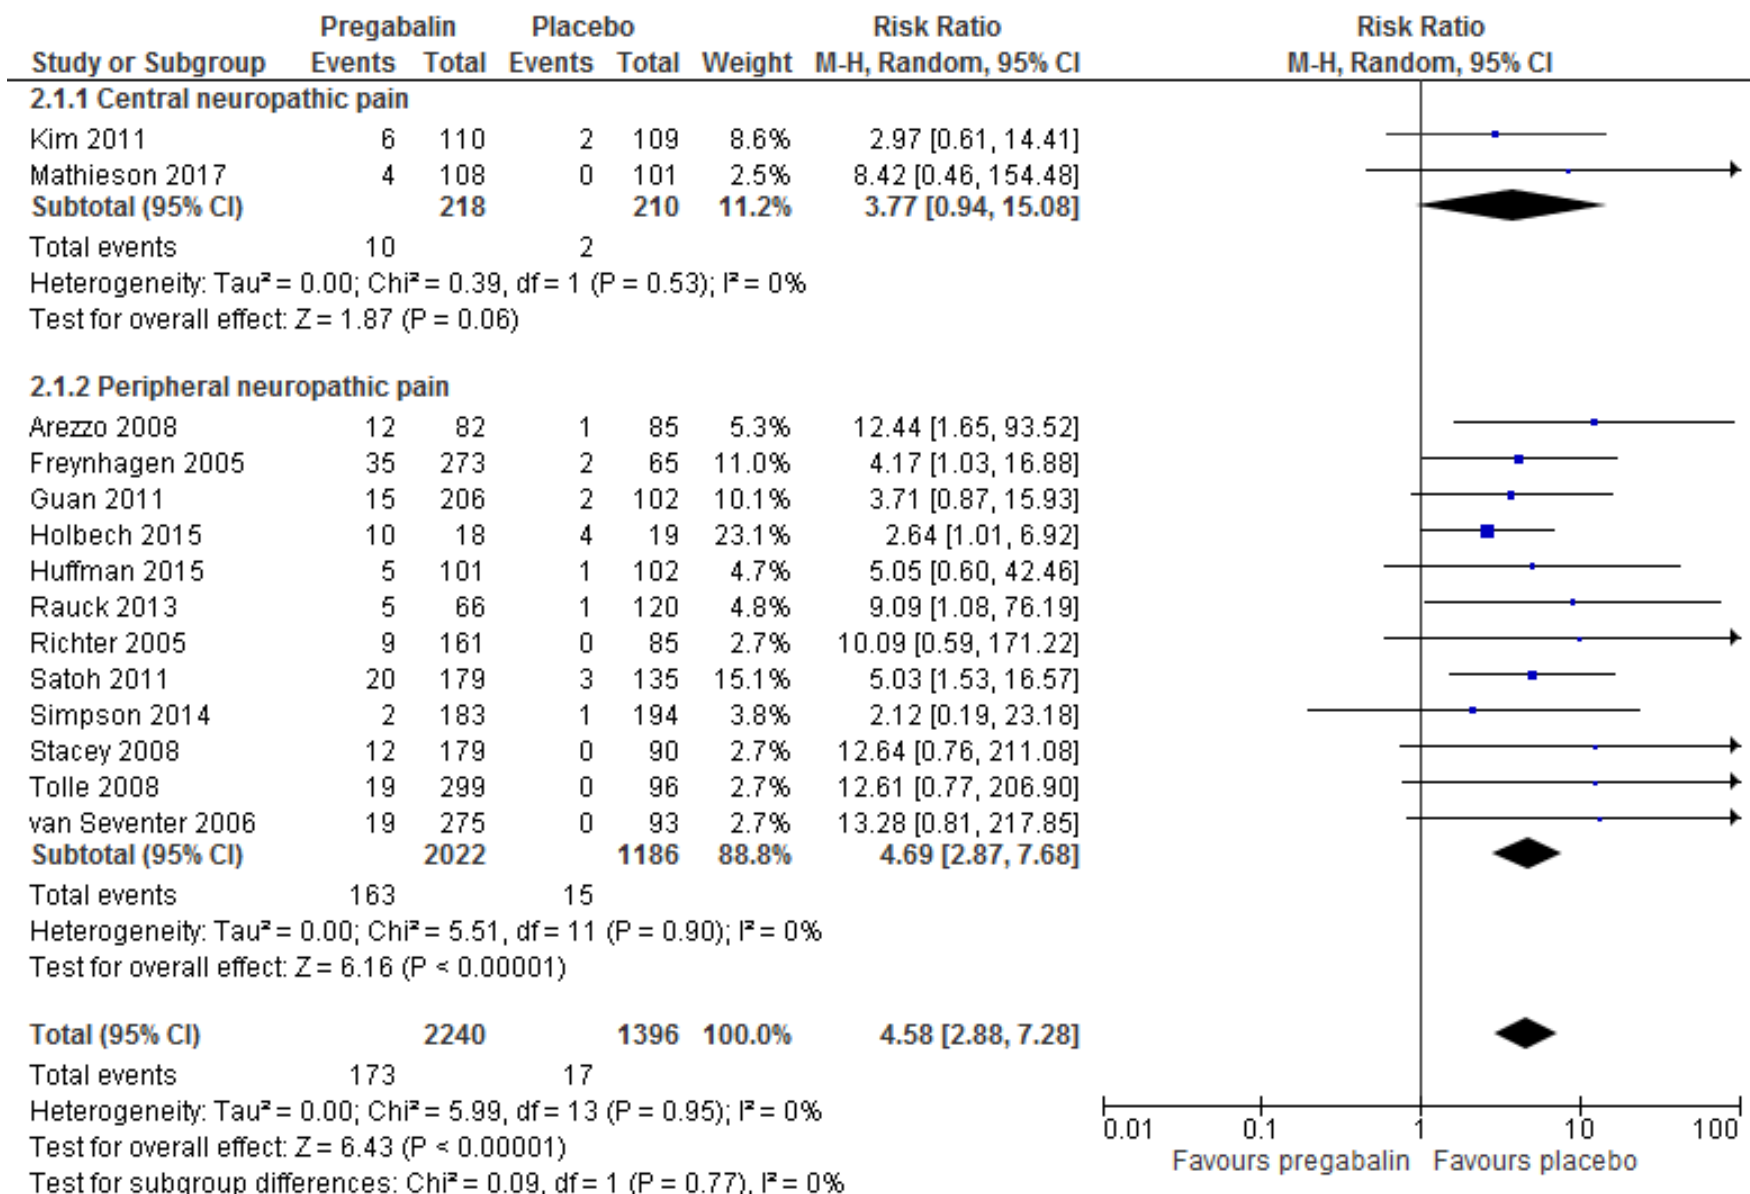 Pregabalin Placebo Risk Ratio Risk Ratio
Study or Subgroup Events Total Events Total Weight M-H, Random, 95% CI M-H, Random, 95% CI
2.1.1 Central neuropathic pain
Kim 2011 6 110 2 109 8.6% 2.97 [0.61, 14.41]
Mathieson 2017 4 108 0 101 2.5% 8.42 [0.46, 154.48]
Subtotal (95% CI) 218 210 11.2% 3.77 [0.94, 15.08]
Total events 10 2
Heterogeneity: Tau² = 0.00; Chi² = 0.39, df = 1 (P = 0.53); I² = 0%
Test for overall effect: Z = 1.87 (P = 0.06)
2.1.2 Peripheral neuropathic pain
Arezzo 2008 12 82 1 85 5.3% 12.44 [1.65, 93.52]
Freynhagen 2005 35 273 2 65 11.0% 4.17 [1.03, 16.88]
Guan 2011 15 206 2 102 10.1% 3.71 [0.87, 15.93]
Holbech 2015 10 18 4 19 23.1% 2.64 [1.01, 6.92]
Huffman 2015 5 101 1 102 4.7% 5.05 [0.60, 42.46]
Rauck 2013 5 66 1 120 4.8% 9.09 [1.08, 76.19]
Richter 2005 9 161 0 85 2.7% 10.09 [0.59, 171.22]
Satoh 2011 20 179 3 135 15.1% 5.03 [1.53, 16.57]
Simpson 2014 2 183 1 194 3.8% 2.12 [0.19, 23.18]
Stacey 2008 12 179 0 90 2.7% 12.64 [0.76, 211.08]
Tolle 2008 19 299 0 96 2.7% 12.61 [0.77, 206.90]
van Seventer 2006 19 275 0 93 2.7% 13.28 [0.81, 217.85]
Subtotal (95% CI) 2022 1186 88.8% 4.69 [2.87, 7.68]
Total events 163 15
Heterogeneity: Tau² = 0.00; Chi² = 5.51, df = 11 (P = 0.90); I² = 0%
Test for overall effect: Z = 6.16 (P < 0.00001)
Total (95% CI) 2240 1396 100.0% 4.58 [2.88, 7.28]
Total events 173 17
Heterogeneity: Tau² = 0.00; Chi² = 5.99, df = 13 (P = 0.95); I² = 0%
Test for overall effect: Z = 6.43 (P < 0.00001)
Test for subgroup differences: Chi² = 0.09, df = 1 (P = 0.77), I² = 0%
0.01 0.1 1 10 100
Favours pregabalin Favours placebo